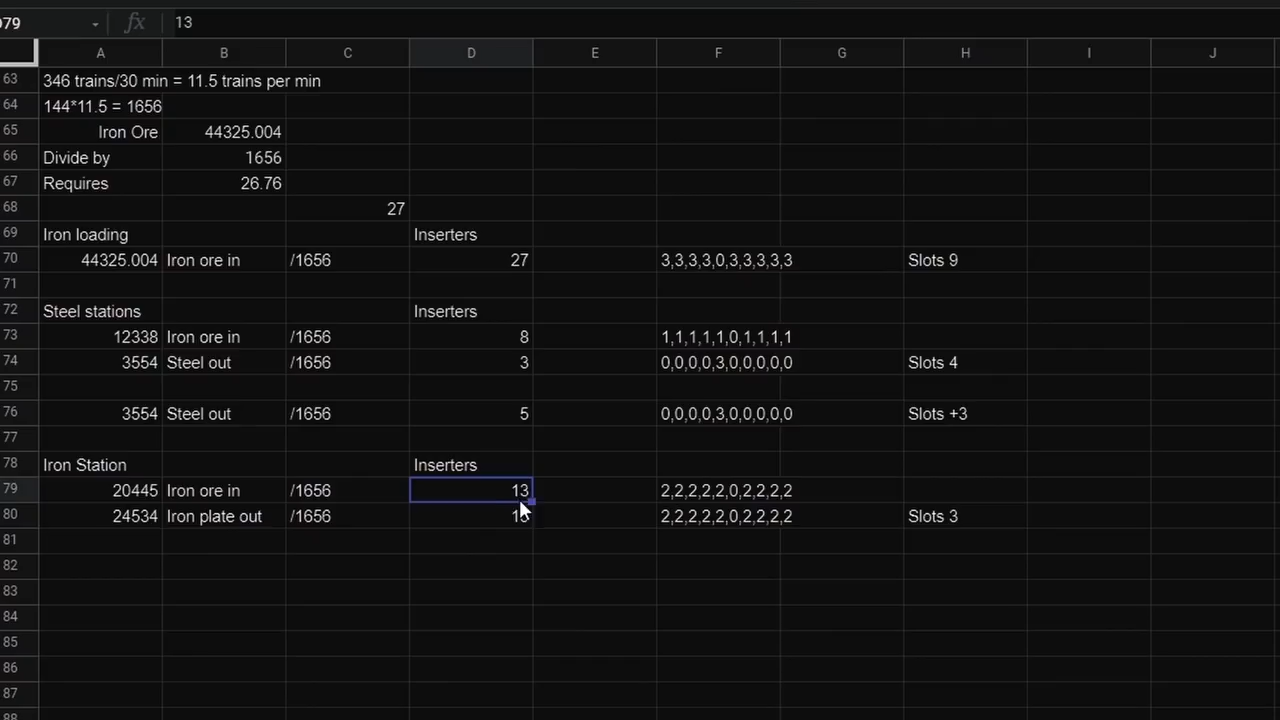 79 fx 13
A B C D E F G H I J
63 346 trains/30 min = 11.5 trains per min
64 144*11.5 = 1656
65 Iron Ore 44325.004
66 Divide by 1656
67 Requires 26.76
68 27
69 Iron loading Inserters
70 44325.004 Iron ore in /1656 27 3,3,3,3,0,3,3,3,3,3 Slots 9
71
72 Steel stations Inserters
73 12338 Iron ore in /1656 8 1,1,1,1,1,0,1,1,1,1
74 3554 Steel out /1656 3 0,0,0,0,3,0,0,0,0,0 Slots 4
75
76 3554 Steel out /1656 5 0,0,0,0,3,0,0,0,0,0 Slots +3
77
78 Iron Station Inserters
79 20445 Iron ore in /1656 13 2,2,2,2,2,0,2,2,2,2
80 24534 Iron plate out /1656 2,2,2,2,2,0,2,2,2,2 Slots 3
81
82
83
84
85
86
87
88